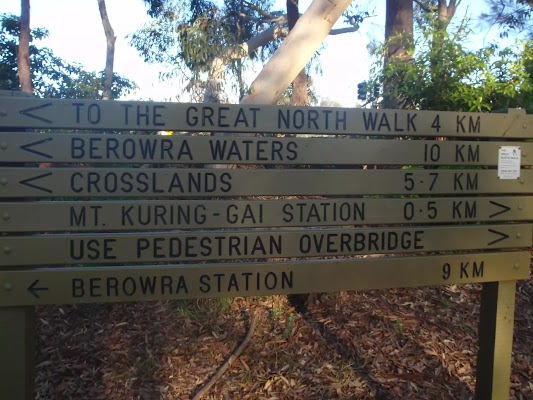 < TO THE GREAT NORTH WALK 4 KM
< BEROWRA WATERS 10 KM
< CROSSLANDS 5·7 KM
MT. KURING-GAI STATION 0·5 KM >
USE PEDESTRIAN OVERBRIDGE >
← BEROWRA STATION 9 KM